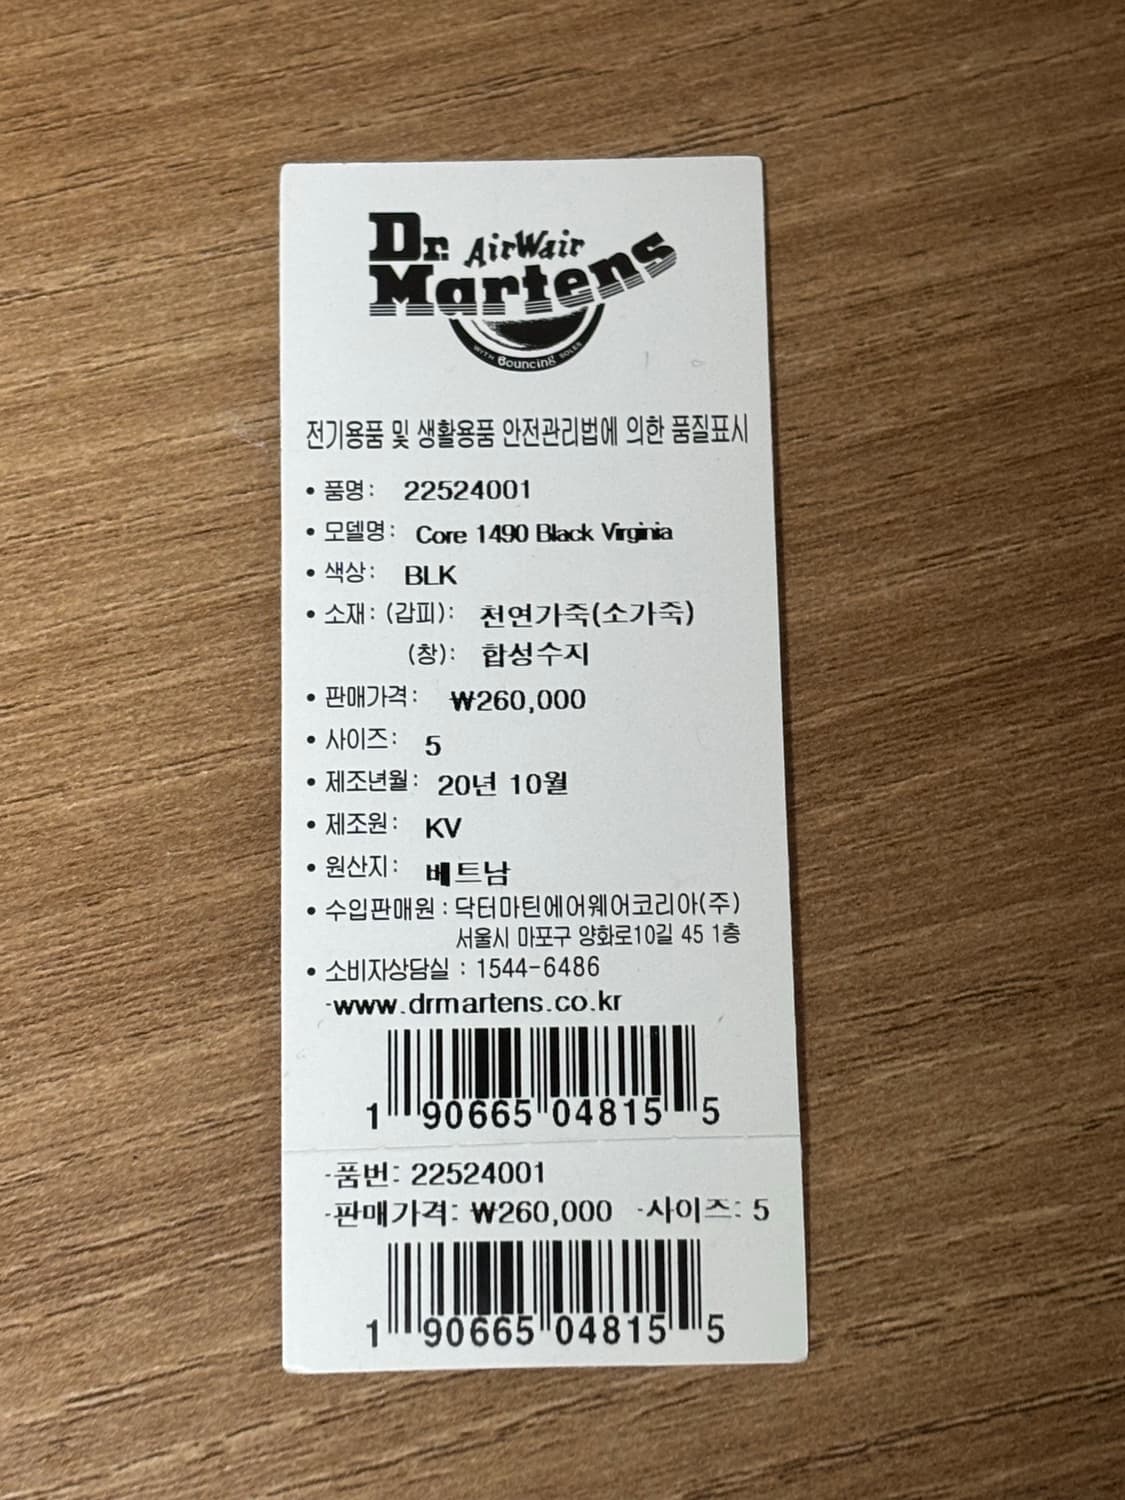 Dr. AirWair
Martens
WITH Bouncing SOLES
전기용품 및 생활용품 안전관리법에 의한 품질표시
• 품명: 22524001
• 모델명: Core 1490 Black Virginia
• 색상: BLK
• 소재: (갑피): 천연가죽(소가죽)
(창): 합성수지
• 판매가격: ₩260,000
• 사이즈: 5
• 제조년월: 20년 10월
• 제조원: KV
• 원산지: 베트남
• 수입판매원: 닥터마틴에어웨어코리아(주)
서울시 마포구 양화로10길 45 1층
• 소비자상담실 : 1544-6486
-www.drmartens.co.kr
1 90665 04815 5
-품번: 22524001
-판매가격: ₩260,000 -사이즈: 5
1 90665 04815 5